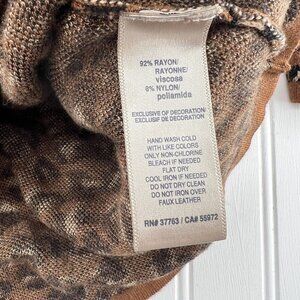 92% RAYON/
RAYONNE/
viscosa
8% NYLON/
poliamida
EXCLUSIVE OF DECORATION/
EXCLUSIF DE DECORATION/
HAND WASH COLD
WITH LIKE COLORS
ONLY NON-CHLORINE
BLEACH IF NEEDED
FLAT DRY
COOL IRON IF NEEDED
DO NOT DRY CLEAN
DO NOT IRON OVER
FAUX LEATHER
RN# 37763 / CA# 55972